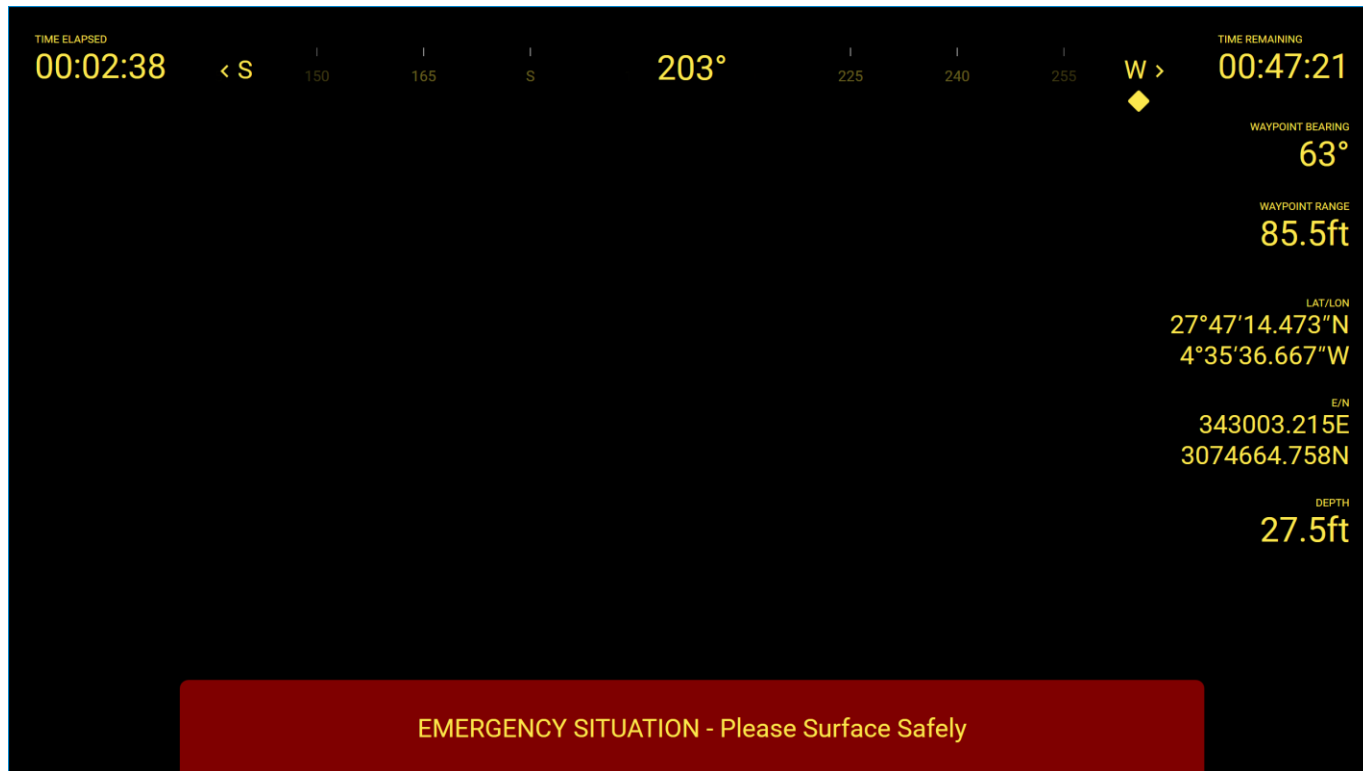 TIME ELAPSED
00:02:38
< S
150
165
S
203°
225
240
255
W >
TIME REMAINING
00:47:21
WAYPOINT BEARING
63°
WAYPOINT RANGE
85.5ft
LAT/LON
27°47′14.473″N
4°35′36.667″W
E/N
343003.215E
3074664.758N
DEPTH
27.5ft
EMERGENCY SITUATION - Please Surface Safely